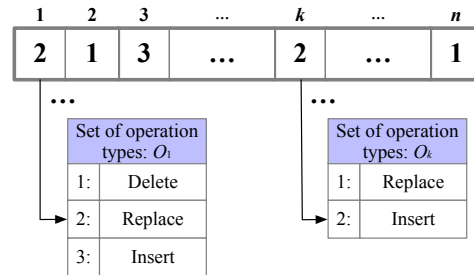 1 2 3 ... k ... n
2 1 3 ... 2 ... 1
... ...
Set of operation types: O1
1: Delete
2: Replace
3: Insert
Set of operation types: Ok
1: Replace
2: Insert